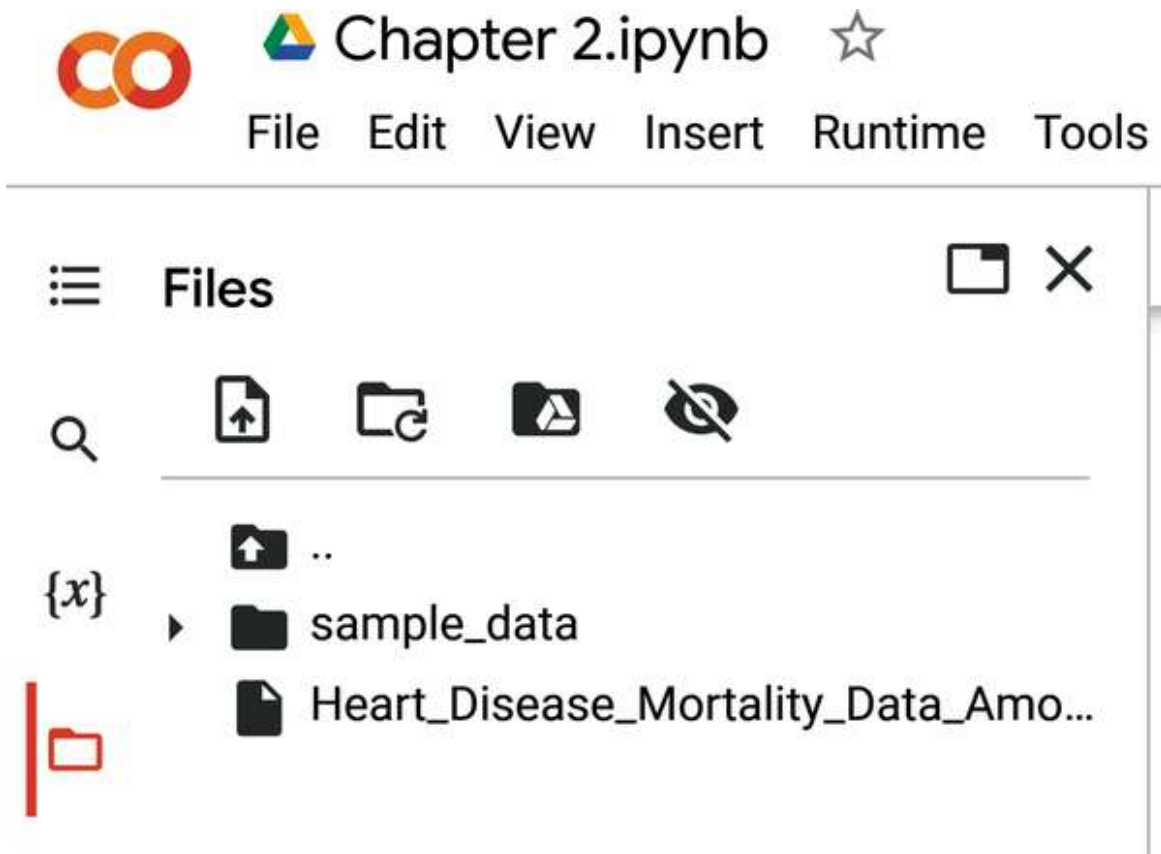 CO
Chapter 2.ipynb
File Edit View Insert Runtime Tools
Files
..
{x}
sample_data
Heart_Disease_Mortality_Data_Amo...